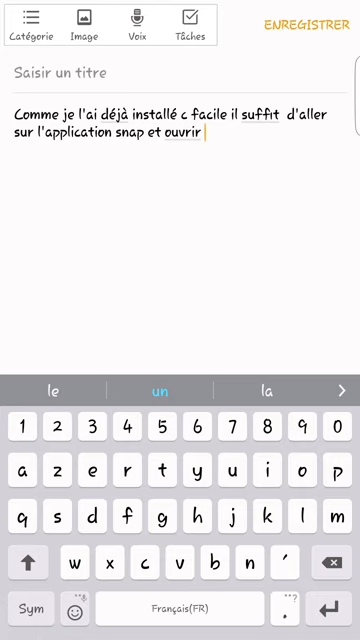 Catégorie Image Voix Tâches ENREGISTRER
Saisir un titre
Comme je l'ai déjà installé c facile il suffit d'aller
sur l'application snap et ouvrir
le un la
1 2 3 4 5 6 7 8 9 0
a z e r t y u i o p
q s d f g h j k l m
w x c v b n '
Sym Français(FR) . ?